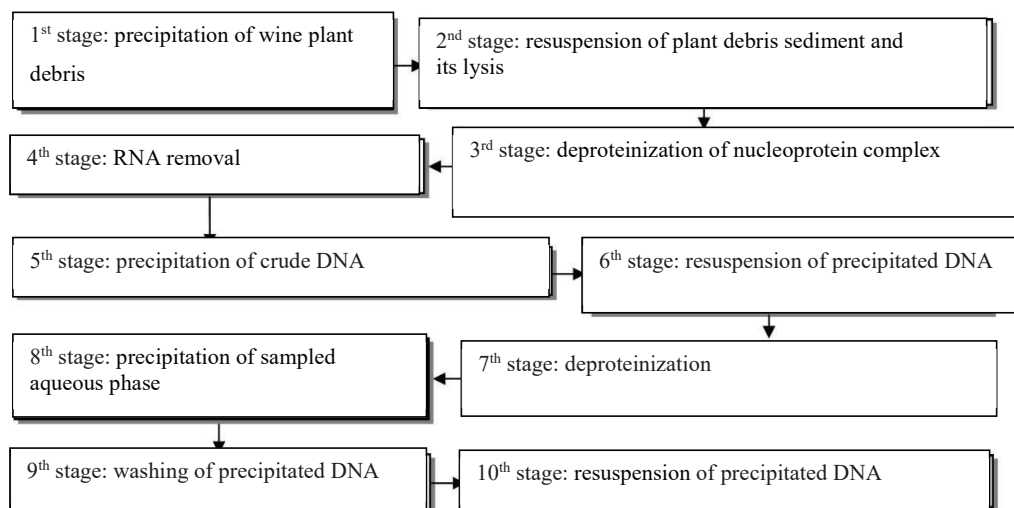 1st stage: precipitation of wine plant
debris
2nd stage: resuspension of plant debris sediment and
its lysis
3rd stage: deproteinization of nucleoprotein complex
4th stage: RNA removal
5th stage: precipitation of crude DNA
6th stage: resuspension of precipitated DNA
7th stage: deproteinization
8th stage: precipitation of sampled
aqueous phase
9th stage: washing of precipitated DNA
10th stage: resuspension of precipitated DNA